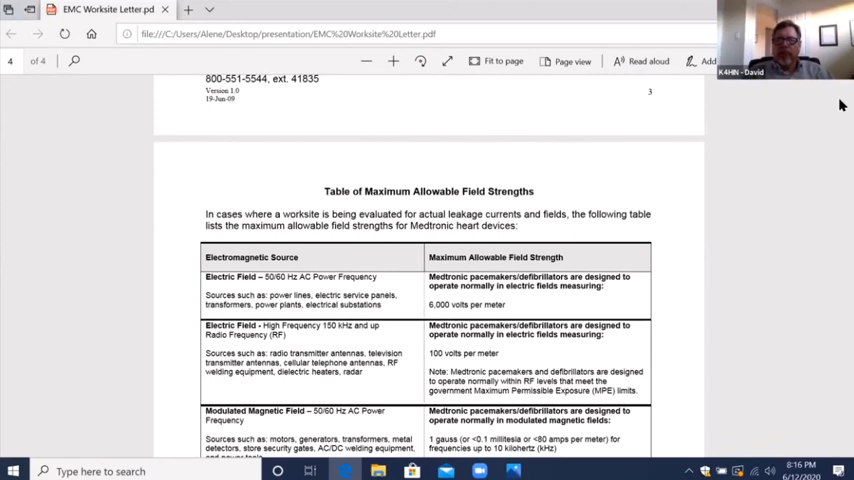 EMC Worksite Letter.pd
file:///C:/Users/Alene/Desktop/presentation/EMC%20Worksite%20Letter.pdf
4 of 4
Fit to page
Page view
Read aloud
Add
K4HN - David
800-551-5544, ext. 41835
Version 1.0
19-Jun-09
3
Table of Maximum Allowable Field Strengths
In cases where a worksite is being evaluated for actual leakage currents and fields, the following table
lists the maximum allowable field strengths for Medtronic heart devices:
Electromagnetic Source
Maximum Allowable Field Strength
Electric Field – 50/60 Hz AC Power Frequency
Sources such as: power lines, electric service panels,
transformers, power plants, electrical substations
Medtronic pacemakers/defibrillators are designed to
operate normally in electric fields measuring:
6,000 volts per meter
Electric Field - High Frequency 150 kHz and up
Radio Frequency (RF)
Sources such as: radio transmitter antennas, television
transmitter antennas, cellular telephone antennas, RF
welding equipment, dielectric heaters, radar
Medtronic pacemakers/defibrillators are designed to
operate normally in electric fields measuring:
100 volts per meter
Note: Medtronic pacemakers and defibrillators are designed
to operate normally within RF levels that meet the
government Maximum Permissible Exposure (MPE) limits.
Modulated Magnetic Field – 50/60 Hz AC Power
Frequency
Sources such as: motors, generators, transformers, metal
detectors, store security gates, AC/DC welding equipment,
Medtronic pacemakers/defibrillators are designed to
operate normally in modulated magnetic fields:
1 gauss (or <0.1 millitesla or <80 amps per meter) for
frequencies up to 10 kilohertz (kHz)
Type here to search
8:16 PM
6/12/2020